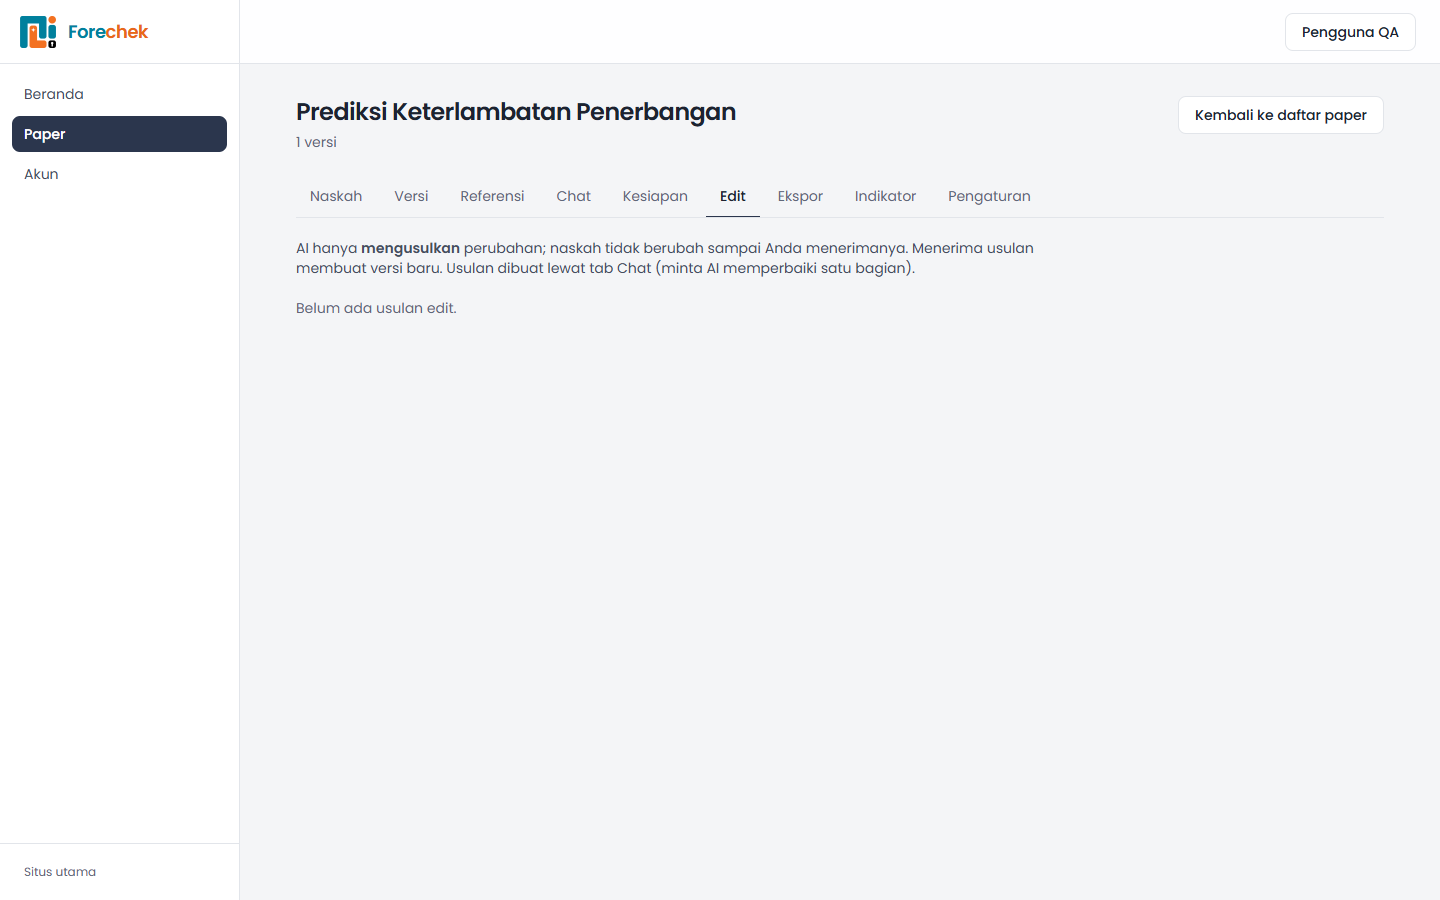 Forechek
Pengguna QA
Beranda
Paper
Akun
Prediksi Keterlambatan Penerbangan
1 versi
Kembali ke daftar paper
Naskah Versi Referensi Chat Kesiapan Edit Ekspor Indikator Pengaturan
AI hanya mengusulkan perubahan; naskah tidak berubah sampai Anda menerimanya. Menerima usulan
membuat versi baru. Usulan dibuat lewat tab Chat (minta AI memperbaiki satu bagian).
Belum ada usulan edit.
Situs utama